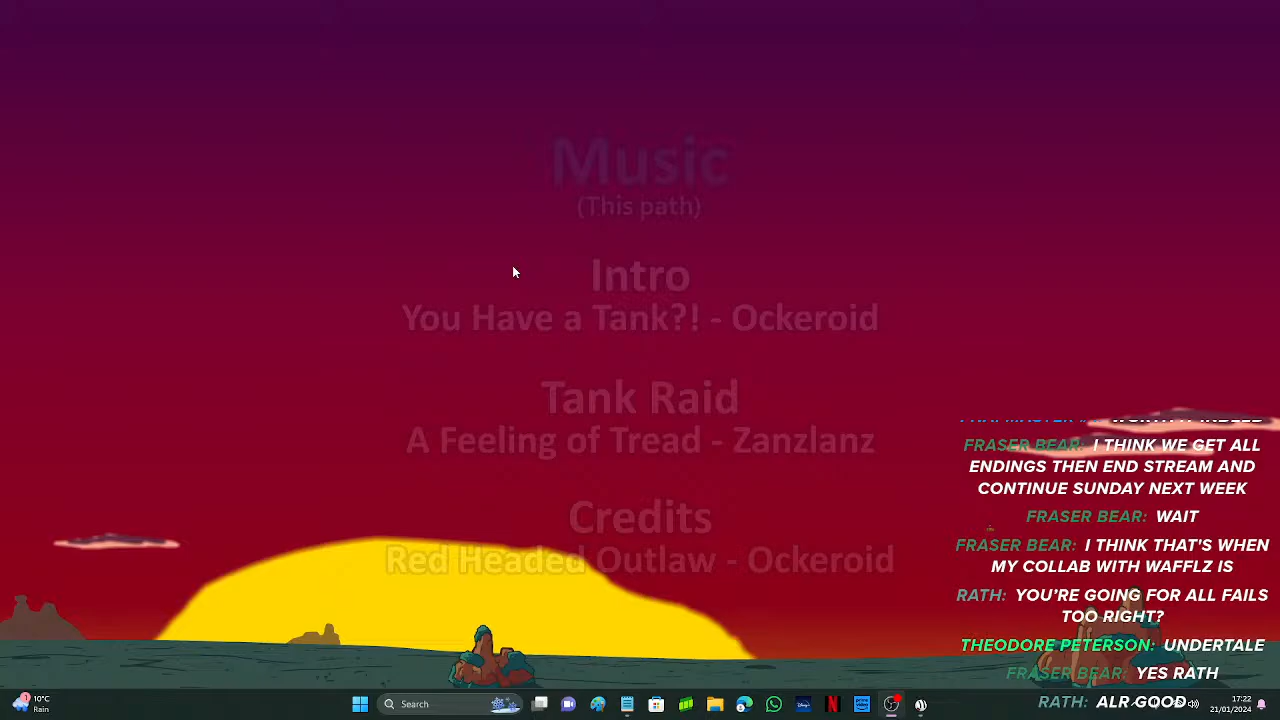 Music
(This path)
Intro
You Have a Tank?! - Ockeroid
Tank Raid
A Feeling of Tread - Zanzlanz
Credits
Red Headed Outlaw - Ockeroid
FRASER BEAR: I THINK WE GET ALL
ENDINGS THEN END STREAM AND
CONTINUE SUNDAY NEXT WEEK
FRASER BEAR: WAIT
FRASER BEAR: I THINK THAT'S WHEN
MY COLLAB WITH WAFFLZ IS
RATH: YOU'RE GOING FOR ALL FAILS
TOO RIGHT?
THEODORE PETERSON: UNDERTALE
FRASER BEAR: YES RATH
RATH: ALR GOOD
10°C
Rain
Search
17:22
21/01/2024